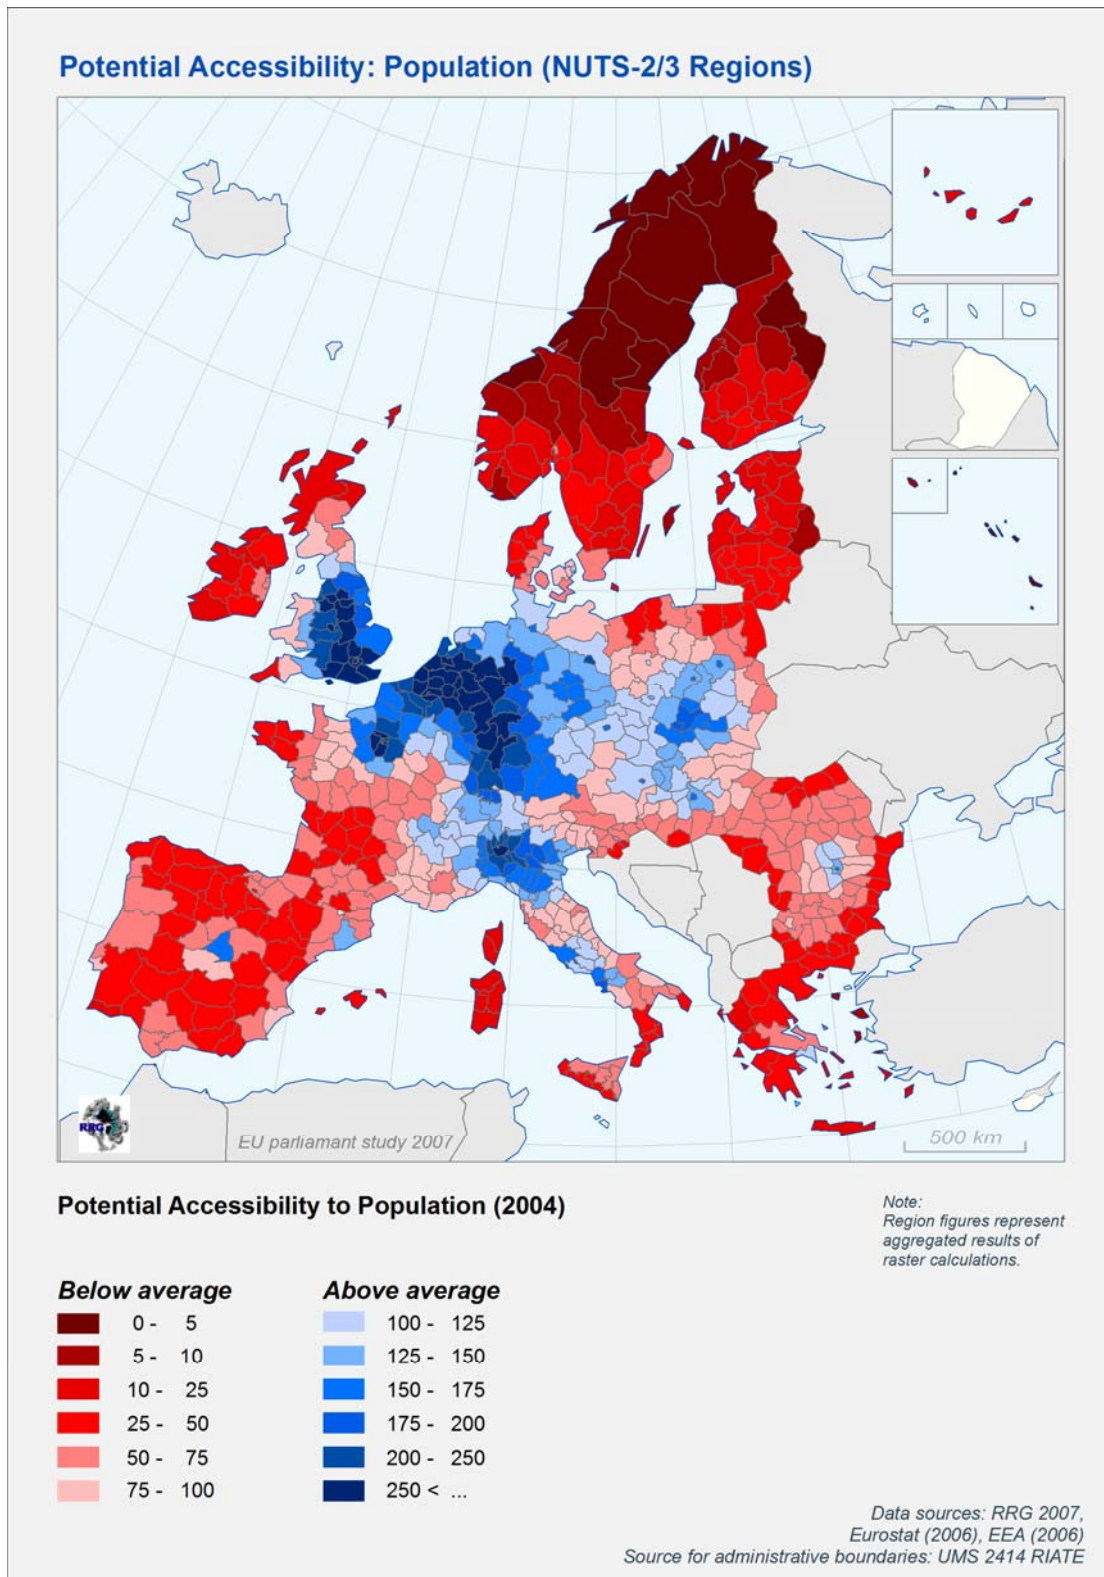 Potential Accessibility: Population (NUTS-2/3 Regions)
RRG
EU parliamant study 2007
500 km
Potential Accessibility to Population (2004)
Note:
Region figures represent
aggregated results of
raster calculations.
Below average
0 - 5
5 - 10
10 - 25
25 - 50
50 - 75
75 - 100
Above average
100 - 125
125 - 150
150 - 175
175 - 200
200 - 250
250 < ...
Data sources: RRG 2007,
Eurostat (2006), EEA (2006)
Source for administrative boundaries: UMS 2414 RIATE